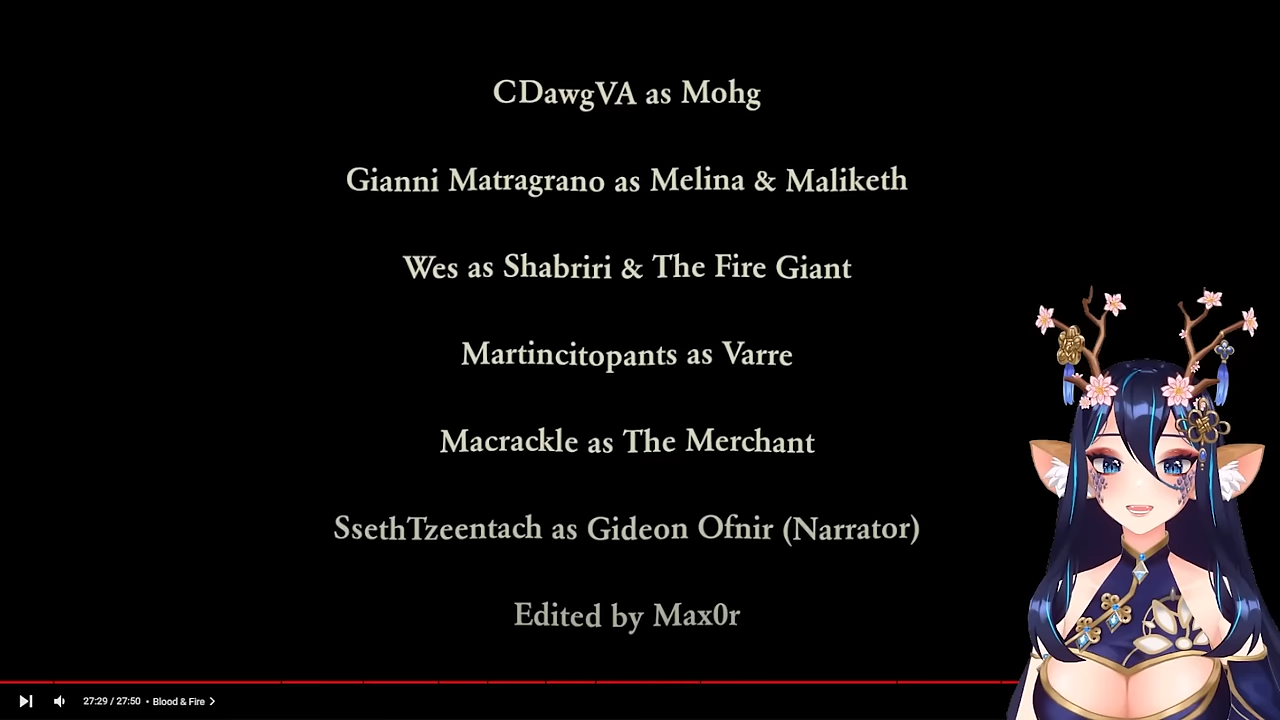 CDawgVA as Mohg
Gianni Matragrano as Melina & Maliketh
Wes as Shabriri & The Fire Giant
Martincitopants as Varre
Macrackle as The Merchant
SsethTzeentach as Gideon Ofnir (Narrator)
Edited by Max0r
27:29 / 27:50 • Blood & Fire